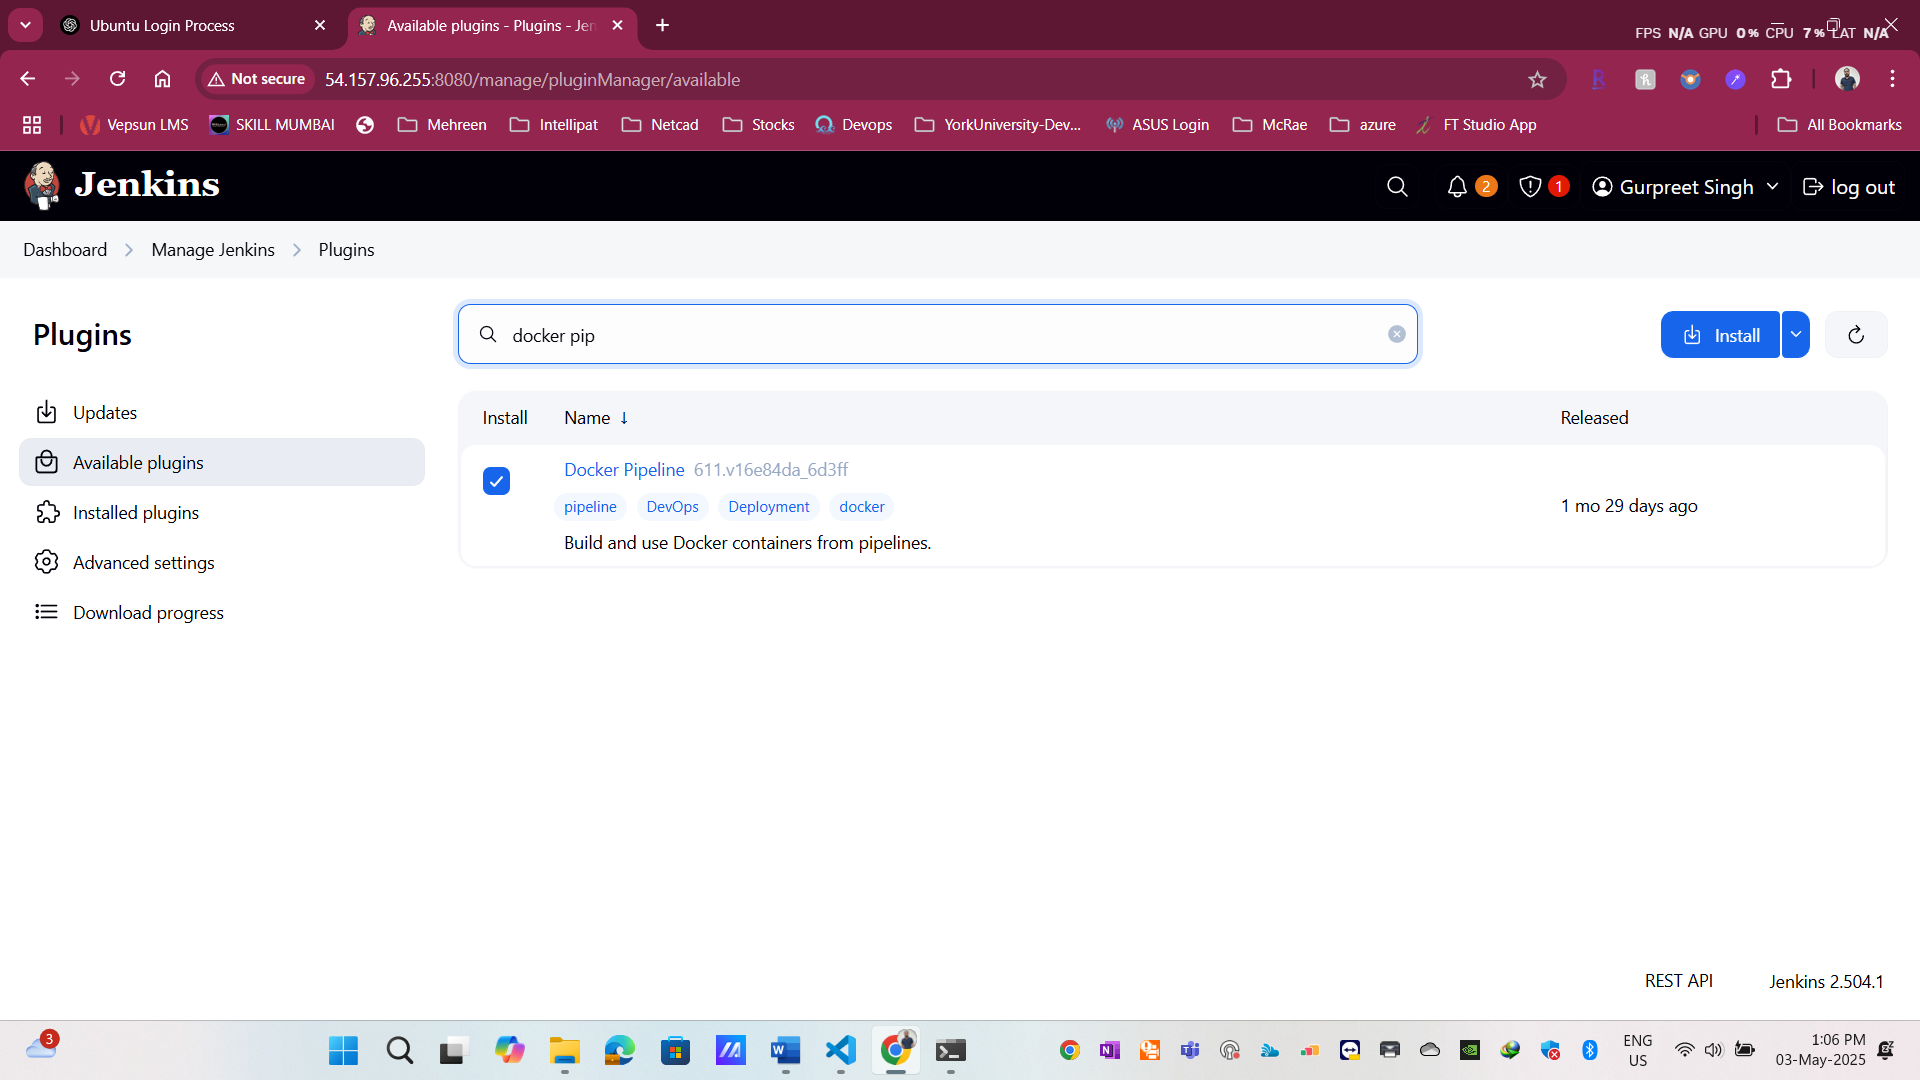 Ubuntu Login Process
Available plugins - Plugins - Jen
FPS N/A GPU 0% CPU 7% LAT N/A
Not secure 54.157.96.255:8080/manage/pluginManager/available
Vepsun LMS SKILL MUMBAI Mehreen Intellipat Netcad Stocks Devops YorkUniversity-Dev... ASUS Login McRae azure FT Studio App All Bookmarks
Jenkins
2 1 Gurpreet Singh log out
Dashboard Manage Jenkins Plugins
Plugins
Updates
Available plugins
Installed plugins
Advanced settings
Download progress
docker pip
Install
Install Name ↓ Released
Docker Pipeline 611.v16e84da_6d3ff
pipeline DevOps Deployment docker
Build and use Docker containers from pipelines.
1 mo 29 days ago
REST API Jenkins 2.504.1
3
ENG
US
1:06 PM
03-May-2025